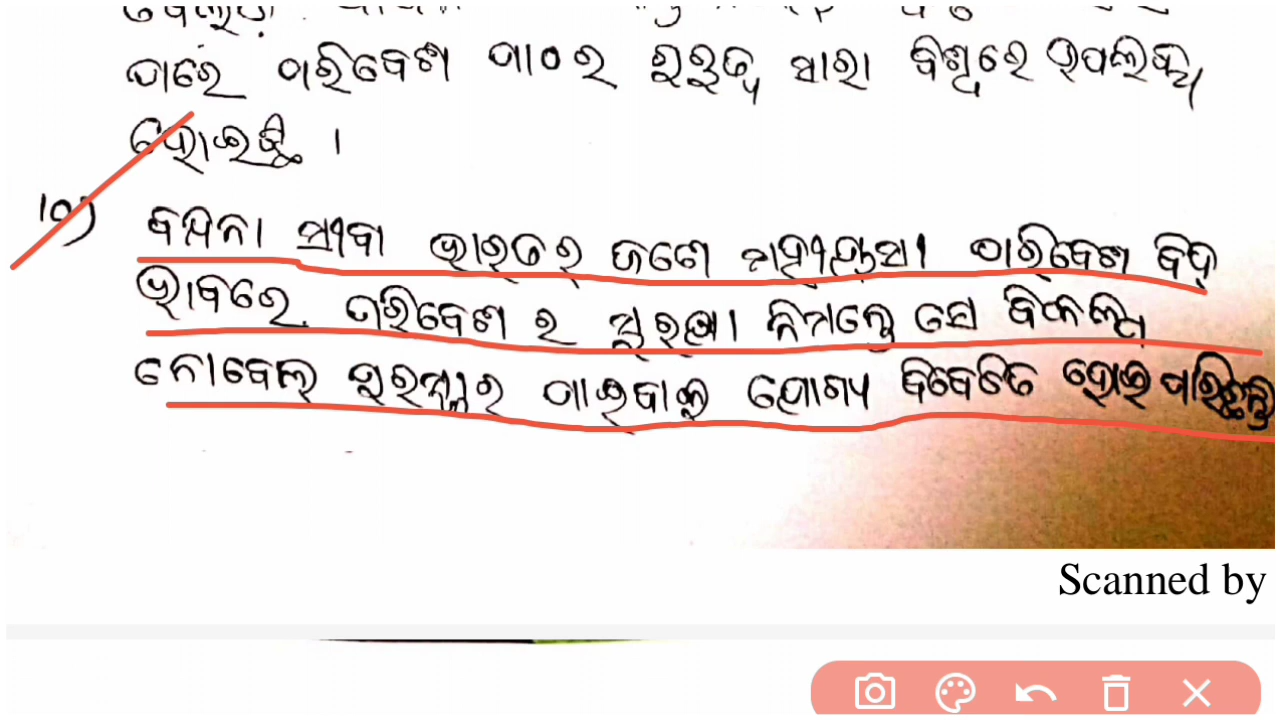 ପାରେ ପରିବେଶ ପାଠର ଗୁରୁତ୍ୱ ସାରା ବିଶ୍ୱରେ ଉପଲବ୍ଧି
ହୋଇଛି ।
10) ବନ୍ଦନା ଶିବା ଭାରତର ଜଣେ ପରିବେଶ ବିଦ୍
ଭାବରେ ପରିବେଶ ର ସୁରକ୍ଷା ନିମନ୍ତେ ସେ ବିକଳ୍ପ
ନୋବେଲ୍ ପୁରସ୍କାର ପାଇବାକୁ ଯୋଗ୍ୟ ବିବେଚିତ ହୋଇ ପାରିଛନ୍ତି
Scanned by